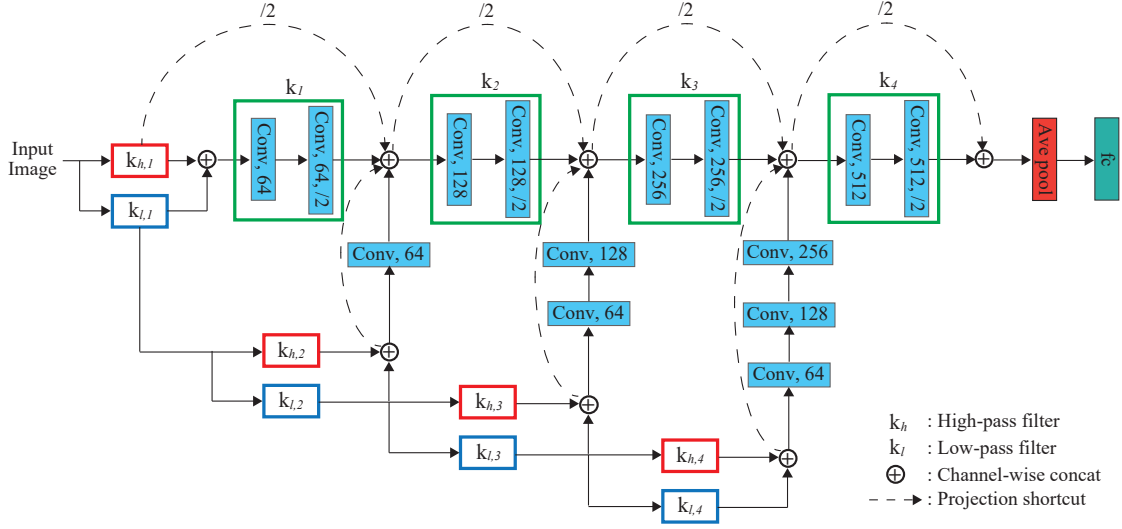 /2
/2
/2
/2
k1
k2
k3
k4
Input
Image
kh,1
kl,1
Conv, 64
Conv, 64, /2
Conv, 128
Conv, 128, /2
Conv, 256
Conv, 256, /2
Conv, 512
Conv, 512, /2
Ave pool
fc
Conv, 64
Conv, 128
Conv, 256
Conv, 64
Conv, 128
Conv, 64
kh,2
kl,2
kh,3
kl,3
kh,4
kl,4
kh : High-pass filter
kl : Low-pass filter
: Channel-wise concat
: Projection shortcut